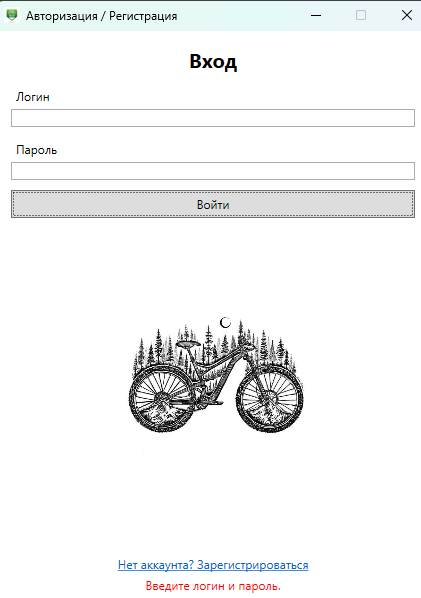 Авторизация / Регистрация
Вход
Логин
Пароль
Войти
Нет аккаунта? Зарегистрироваться
Введите логин и пароль.